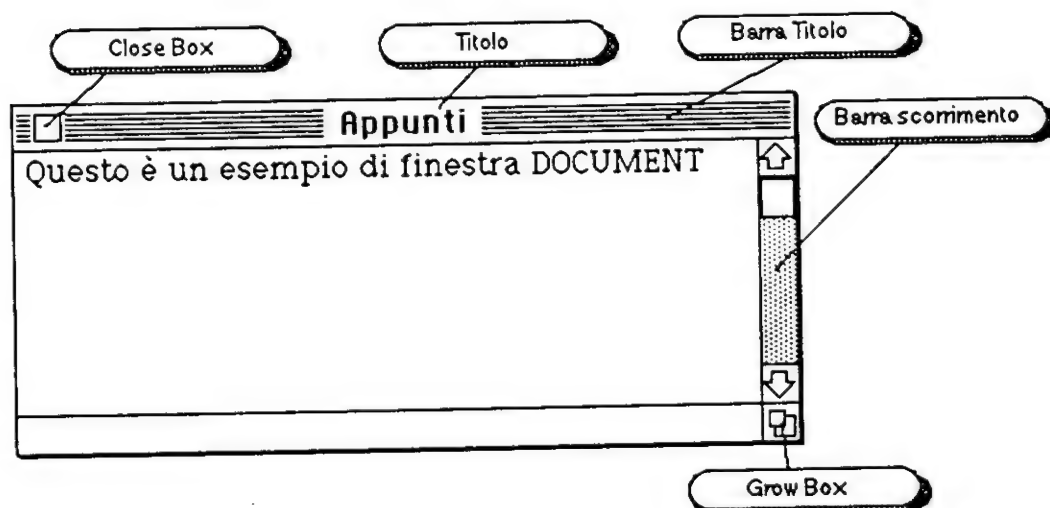 Close Box
Titolo
Barra Titolo
Barra scorrimento
Appunti
Questo è un esempio di finestra DOCUMENT
Grow Box